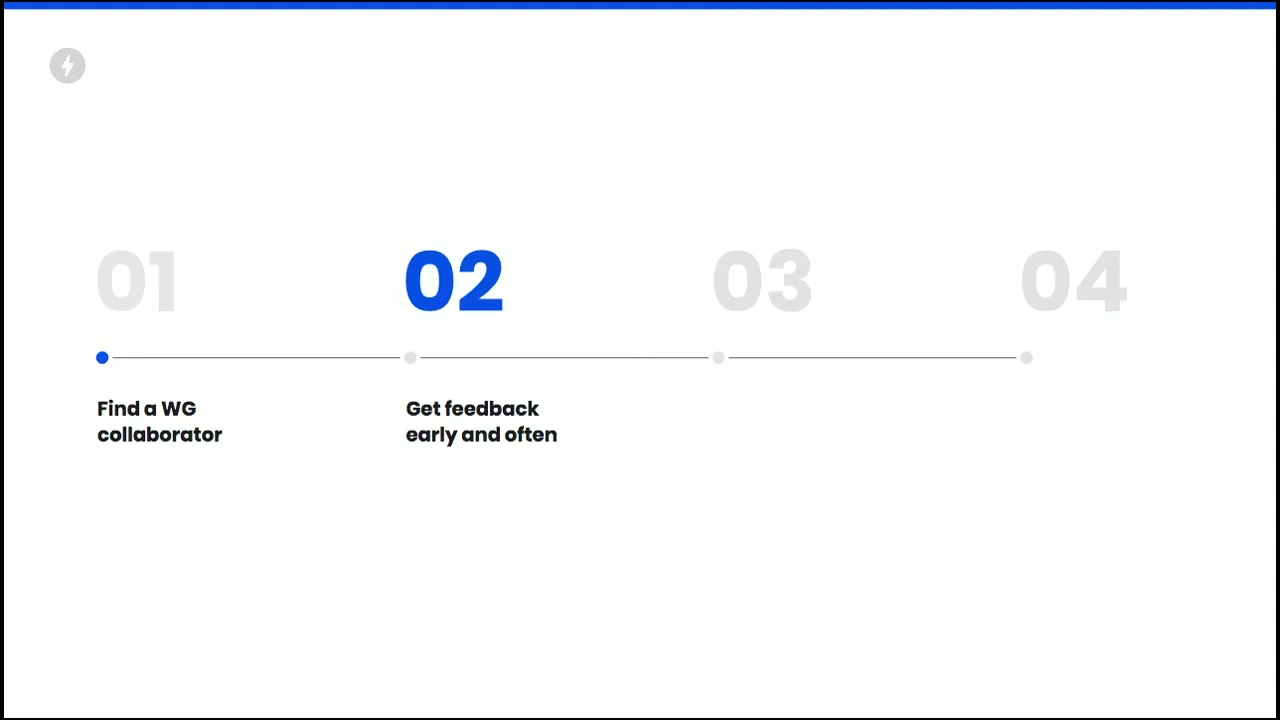 01 02 03 04
Find a WG
collaborator
Get feedback
early and often